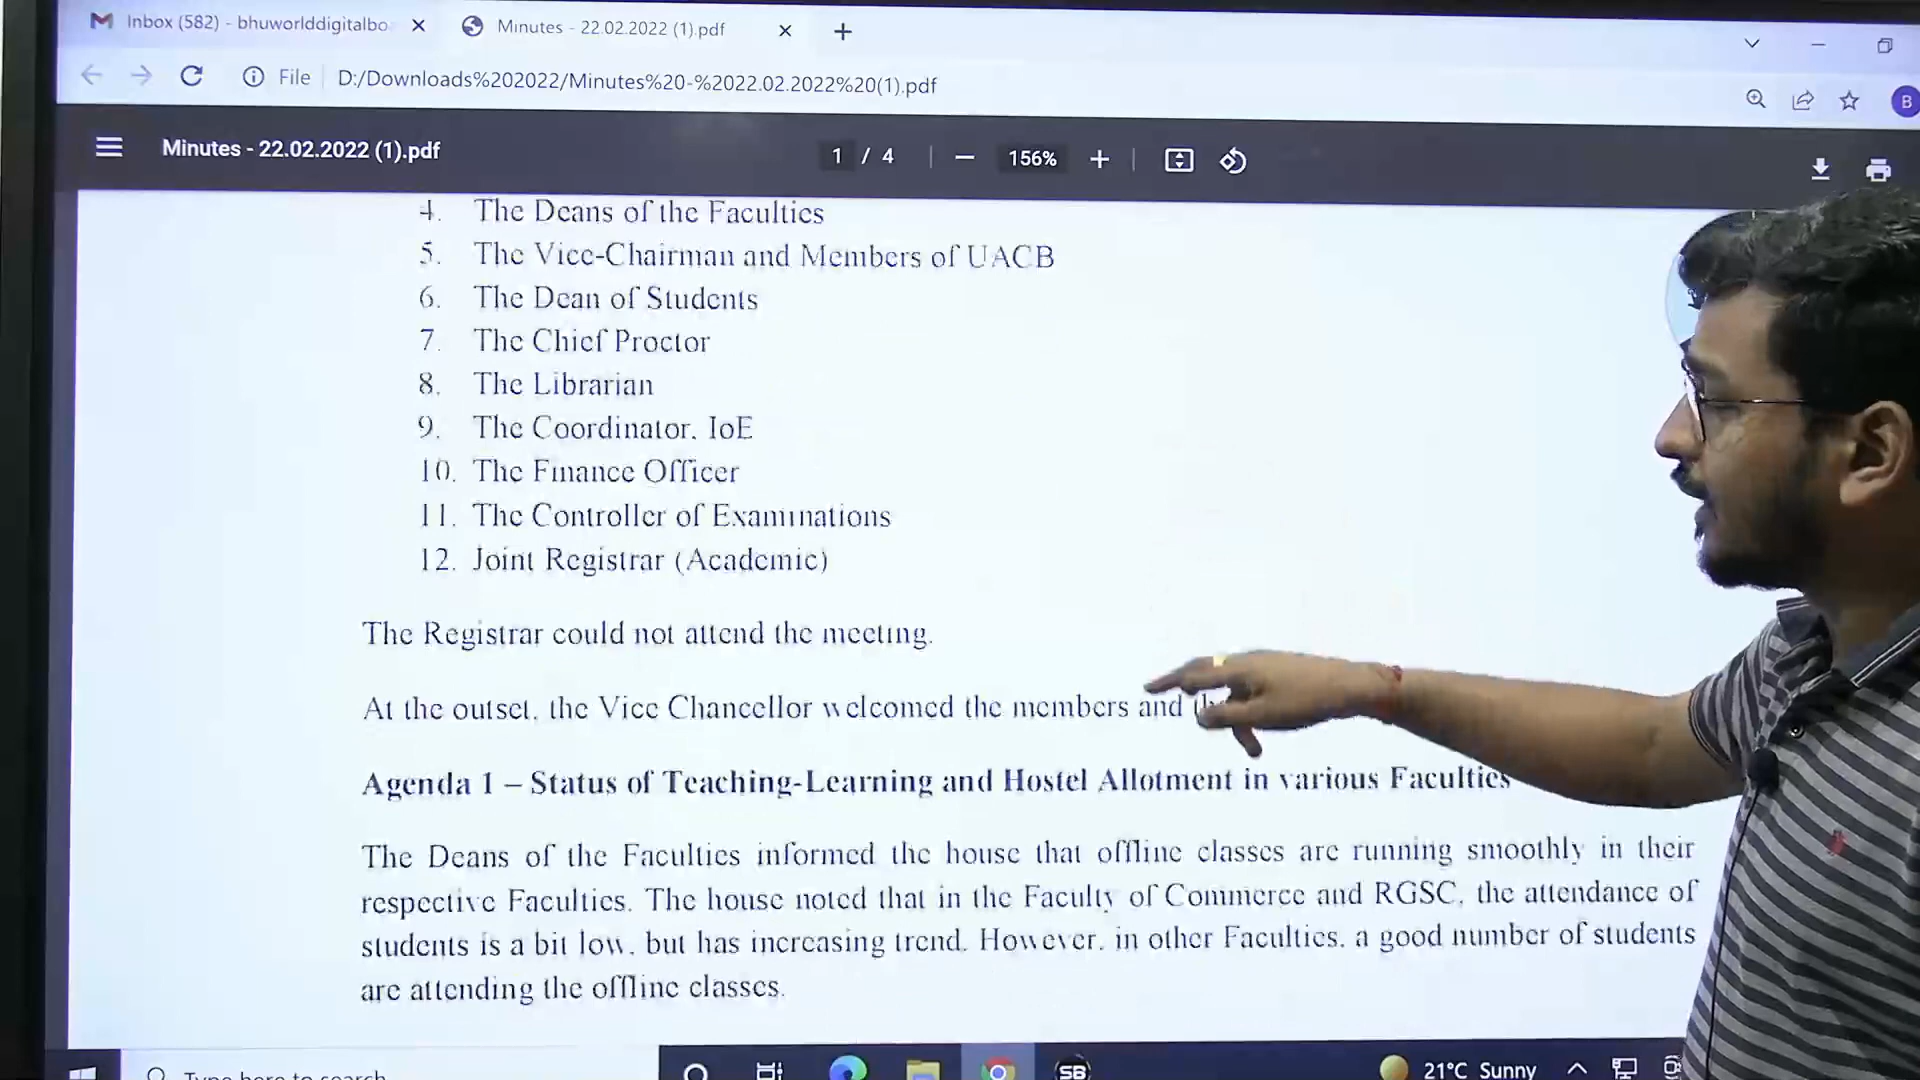 Inbox (582) - bhuworlddigitalbo
Minutes - 22.02.2022 (1).pdf
File
D:/Downloads%202022/Minutes%20-%2022.02.2022%20(1).pdf
B
Minutes - 22.02.2022 (1).pdf
1 / 4
156%
4. The Deans of the Faculties
5. The Vice-Chairman and Members of UACB
6. The Dean of Students
7. The Chief Proctor
8. The Librarian
9. The Coordinator, IoE
10. The Finance Officer
11. The Controller of Examinations
12. Joint Registrar (Academic)
The Registrar could not attend the meeting.
At the outset, the Vice Chancellor welcomed the members and
Agenda 1 – Status of Teaching-Learning and Hostel Allotment in various Faculties
The Deans of the Faculties informed the house that offline classes are running smoothly in their
respective Faculties. The house noted that in the Faculty of Commerce and RGSC, the attendance of
students is a bit low, but has increasing trend. However, in other Faculties, a good number of students
are attending the offline classes.
Type here to search
SB
21°C Sunny